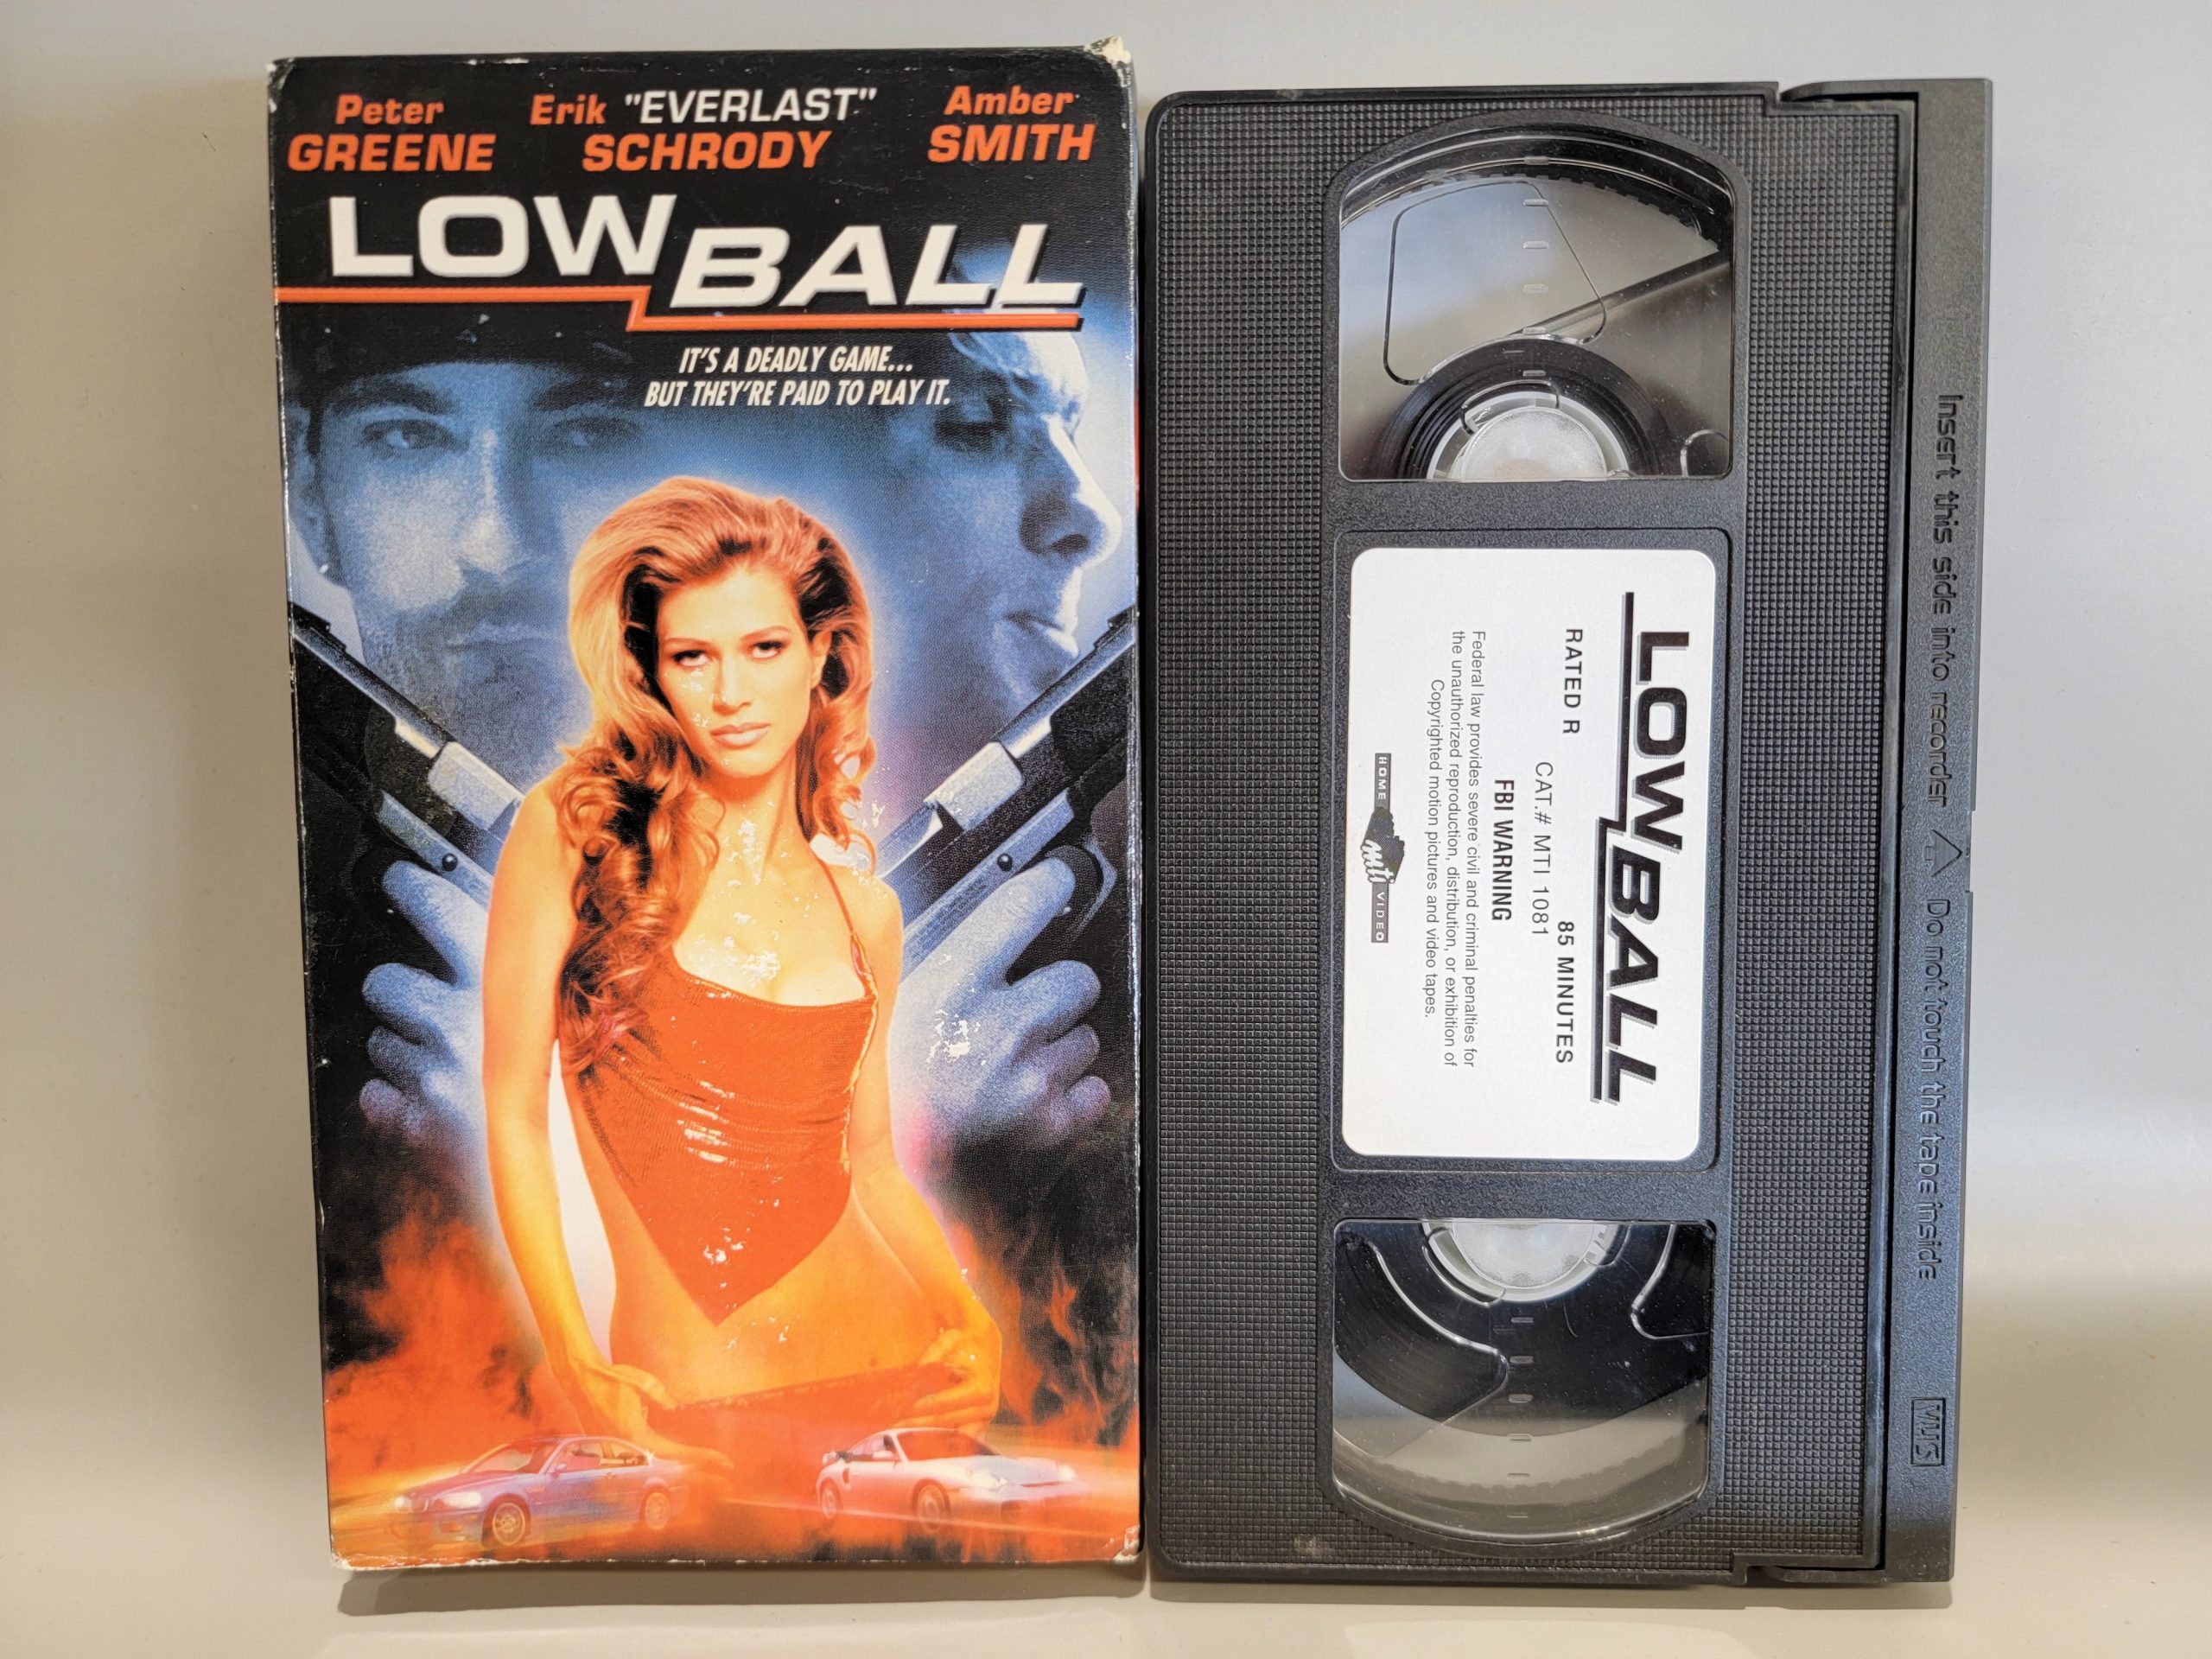 Peter GREENE
Erik "EVERLAST" SCHRODY
Amber SMITH
LOWBALL
IT'S A DEADLY GAME...
BUT THEY'RE PAID TO PLAY IT.
LOWBALL
RATED R 85 MINUTES
CAT.# MTI 1081
FBI WARNING
Federal law provides severe civil and criminal penalties for
the unauthorized reproduction, distribution, or exhibition of
Copyrighted motion pictures and video tapes.
HOME mti VIDEO
Insert this side into recorder Do not touch the tape inside
VHS